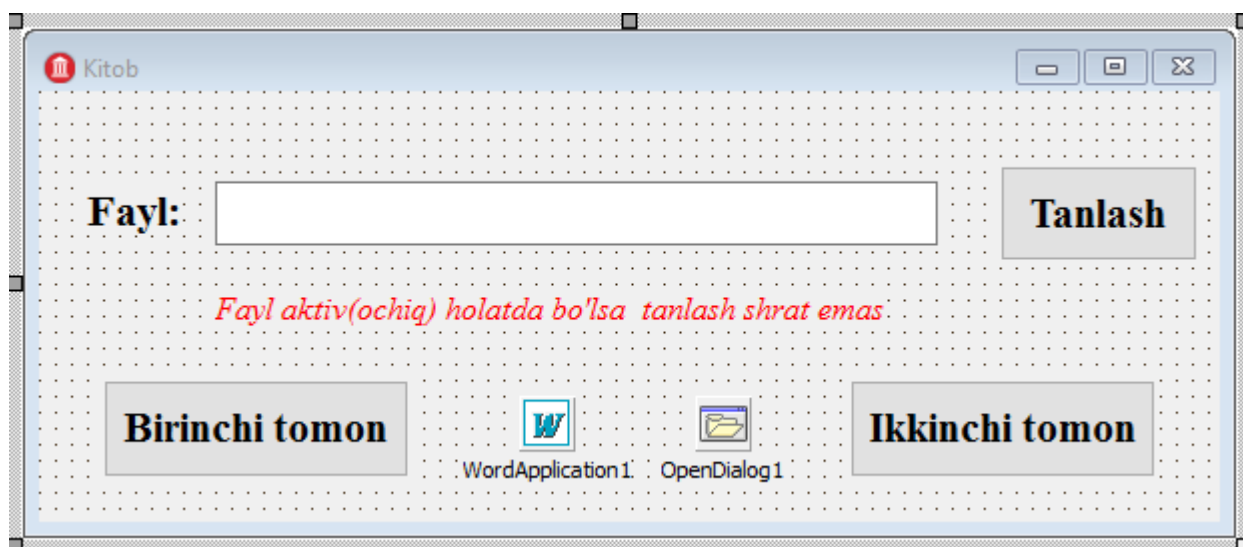 Kitob
Fayl:
Tanlash
Fayl aktiv(ochiq) holatda bo'lsa  tanlash shrat emas
Birinchi tomon
WordApplication1
OpenDialog1
Ikkinchi tomon